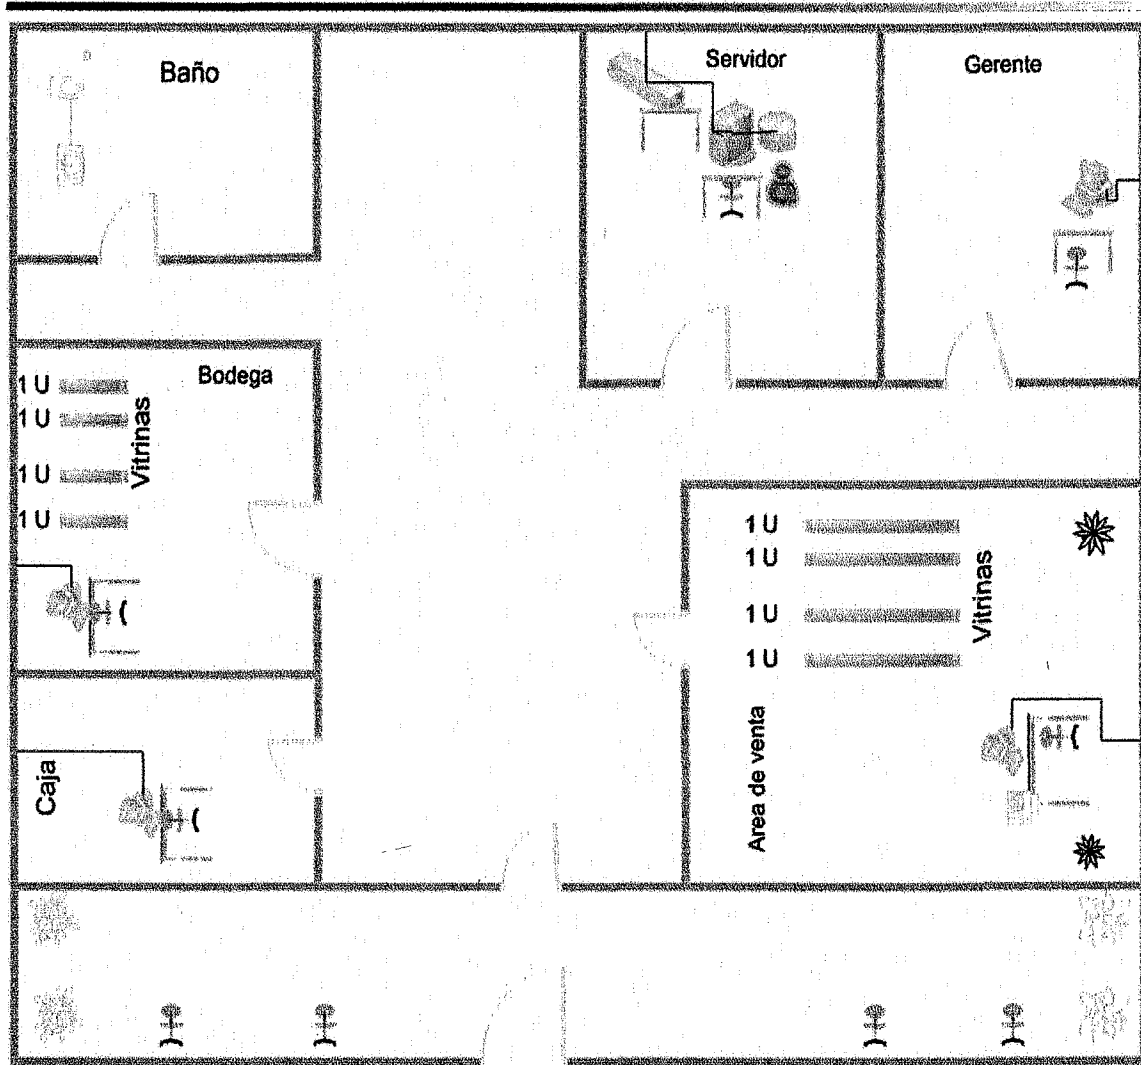 Baño
Servidor
Gerente
Bodega
1 U
1 U
1 U
1 U
Vitrinas
1 U
1 U
1 U
1 U
Vitrinas
Caja
Area de venta